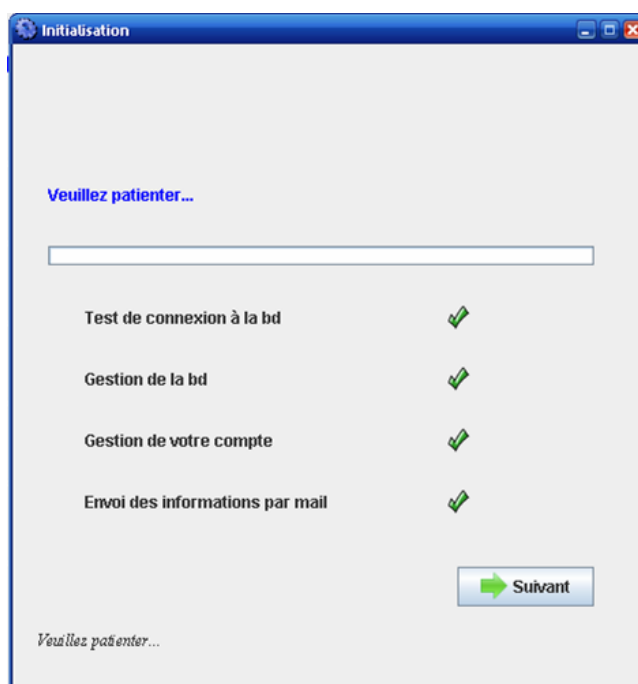 Initialisation
Veuillez patienter...
Test de connexion à la bd
Gestion de la bd
Gestion de votre compte
Envoi des informations par mail
Suivant
Veuillez patienter...